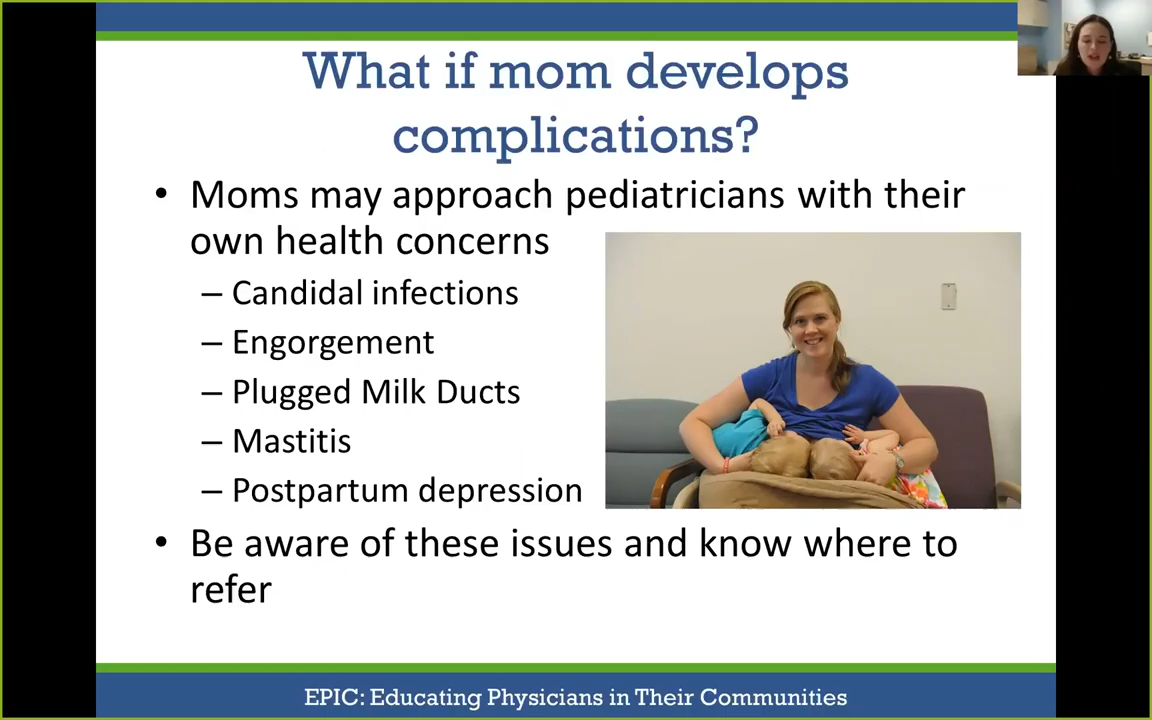 What if mom develops
complications?
• Moms may approach pediatricians with their
own health concerns
– Candidal infections
– Engorgement
– Plugged Milk Ducts
– Mastitis
– Postpartum depression
• Be aware of these issues and know where to
refer
EPIC: Educating Physicians in Their Communities